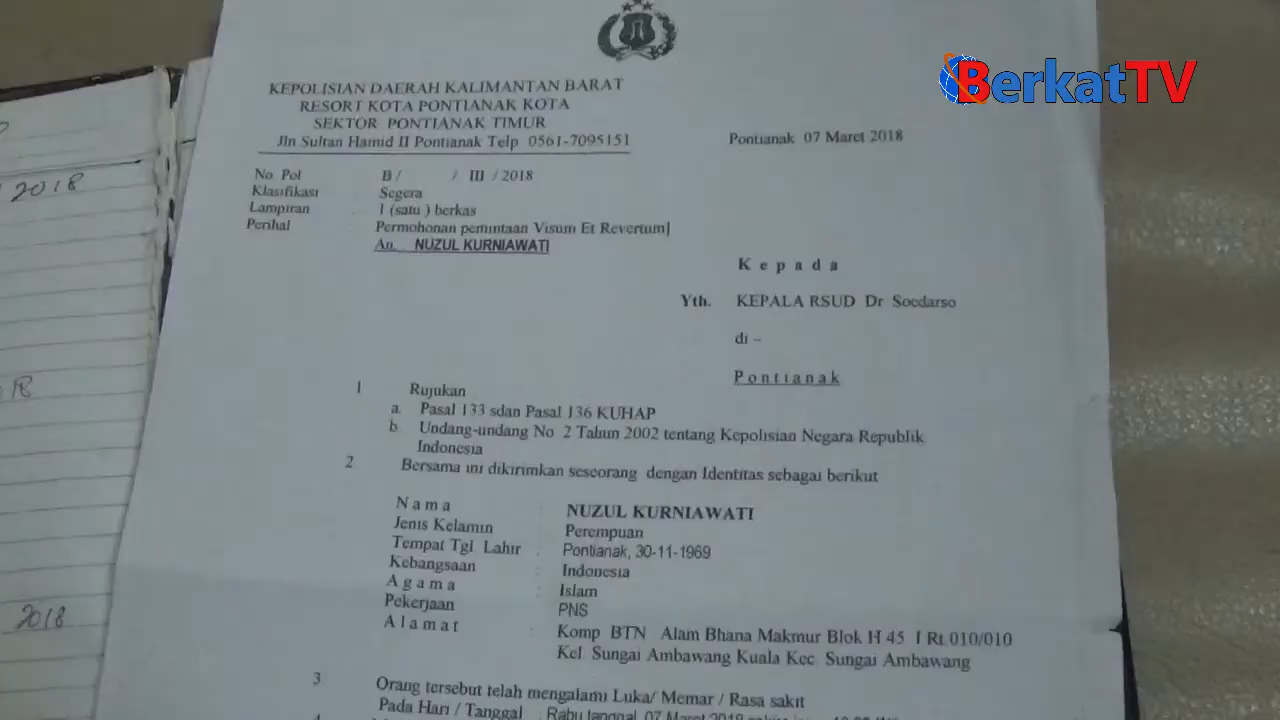 BerkatTV
KEPOLISIAN DAERAH KALIMANTAN BARAT
RESORT KOTA PONTIANAK KOTA
SEKTOR PONTIANAK TIMUR
Jln Sultan Hamid II Pontianak Telp 0561-7095151
Pontianak 07 Maret 2018
No. Pol B / / III / 2018
Klasifikasi : Segera
Lampiran : 1 (satu ) berkas
Perihal : Permohonan pemintaan Visum Et Revertum]
An. NUZUL KURNIAWATI
K e p a d a
Yth. KEPALA RSUD Dr Soedarso
di –
P o n t i a n a k
1 Rujukan
a. Pasal 133 sdan Pasal 136 KUHAP
b. Undang-undang No 2 Tahun 2002 tentang Kepolisian Negara Republik
Indonesia
2 Bersama ini dikirimkan seseorang dengan Identitas sebagai berikut
N a m a : NUZUL KURNIAWATI
Jenis Kelamin : Perempuan
Tempat Tgl. Lahir : Pontianak, 30-11-1969
Kebangsaan : Indonesia
A g a m a : Islam
Pekerjaan : PNS
A l a m a t : Komp BTN Alam Bhana Makmur Blok H 45 I Rt.010/010
Kel. Sungai Ambawang Kuala Kec. Sungai Ambawang
3 Orang tersebut telah mengalami Luka/ Memar / Rasa sakit
Pada Hari / Tanggal : Rabu tanggal 07 Maret 2018
4
2018
18
2018